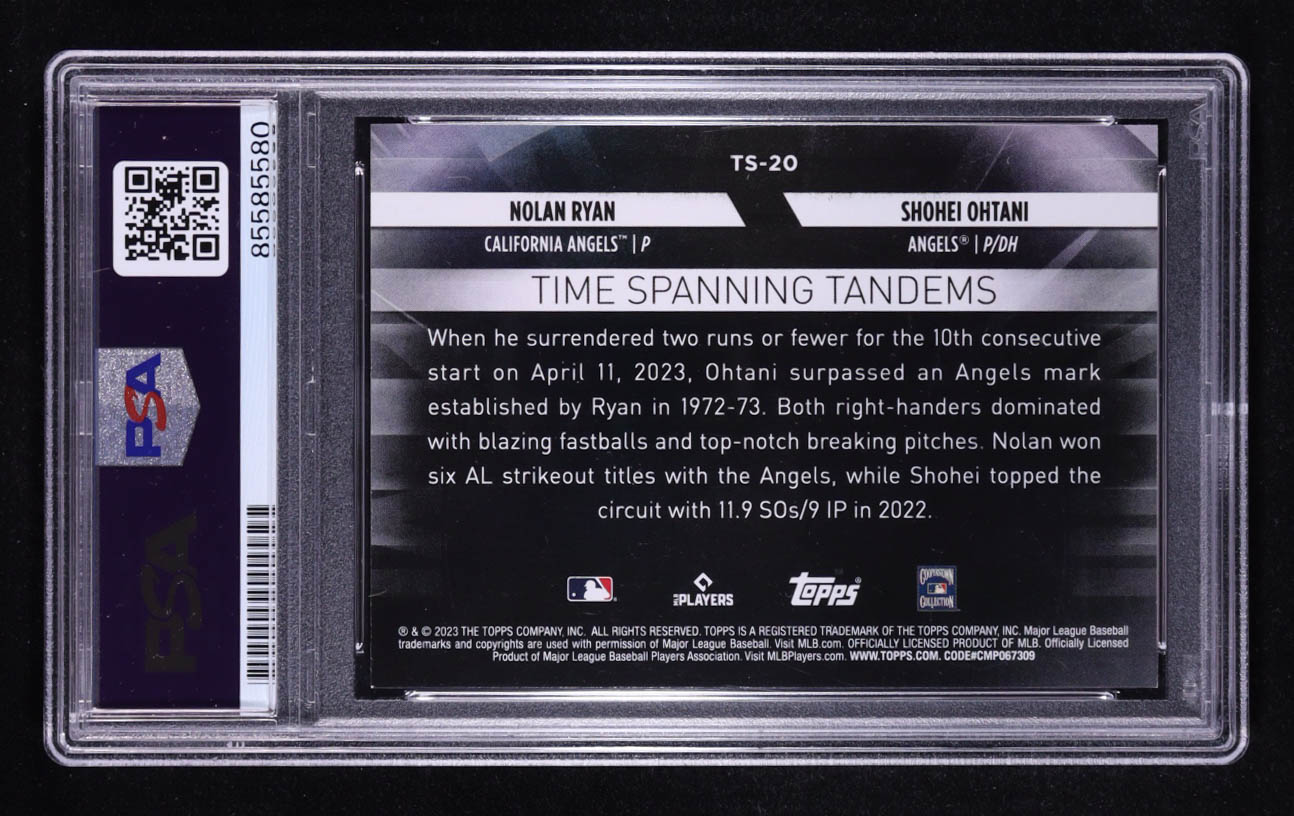 85585580
PSA
PSA
TS-20
NOLAN RYAN
SHOHEI OHTANI
CALIFORNIA ANGELS™ | P
ANGELS® | P/DH
TIME SPANNING TANDEMS
When he surrendered two runs or fewer for the 10th consecutive
start on April 11, 2023, Ohtani surpassed an Angels mark
established by Ryan in 1972-73. Both right-handers dominated
with blazing fastballs and top-notch breaking pitches. Nolan won
six AL strikeout titles with the Angels, while Shohei topped the
circuit with 11.9 SOs/9 IP in 2022.
MLB PLAYERS
Topps®
COOPERSTOWN
COLLECTION
® & © 2023 THE TOPPS COMPANY, INC. ALL RIGHTS RESERVED. TOPPS IS A REGISTERED TRADEMARK OF THE TOPPS COMPANY, INC. Major League Baseball
trademarks and copyrights are used with permission of Major League Baseball. Visit MLB.com. OFFICIALLY LICENSED PRODUCT OF MLB. Officially Licensed
Product of Major League Baseball Players Association. Visit MLBPlayers.com. WWW.TOPPS.COM. CODE#CMP067309